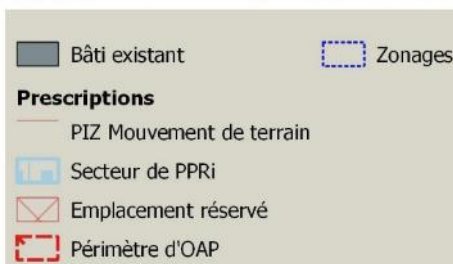 Bâti existant
Zonages
Prescriptions
PIZ Mouvement de terrain
Secteur de PPRi
Emplacement réservé
Périmètre d'OAP